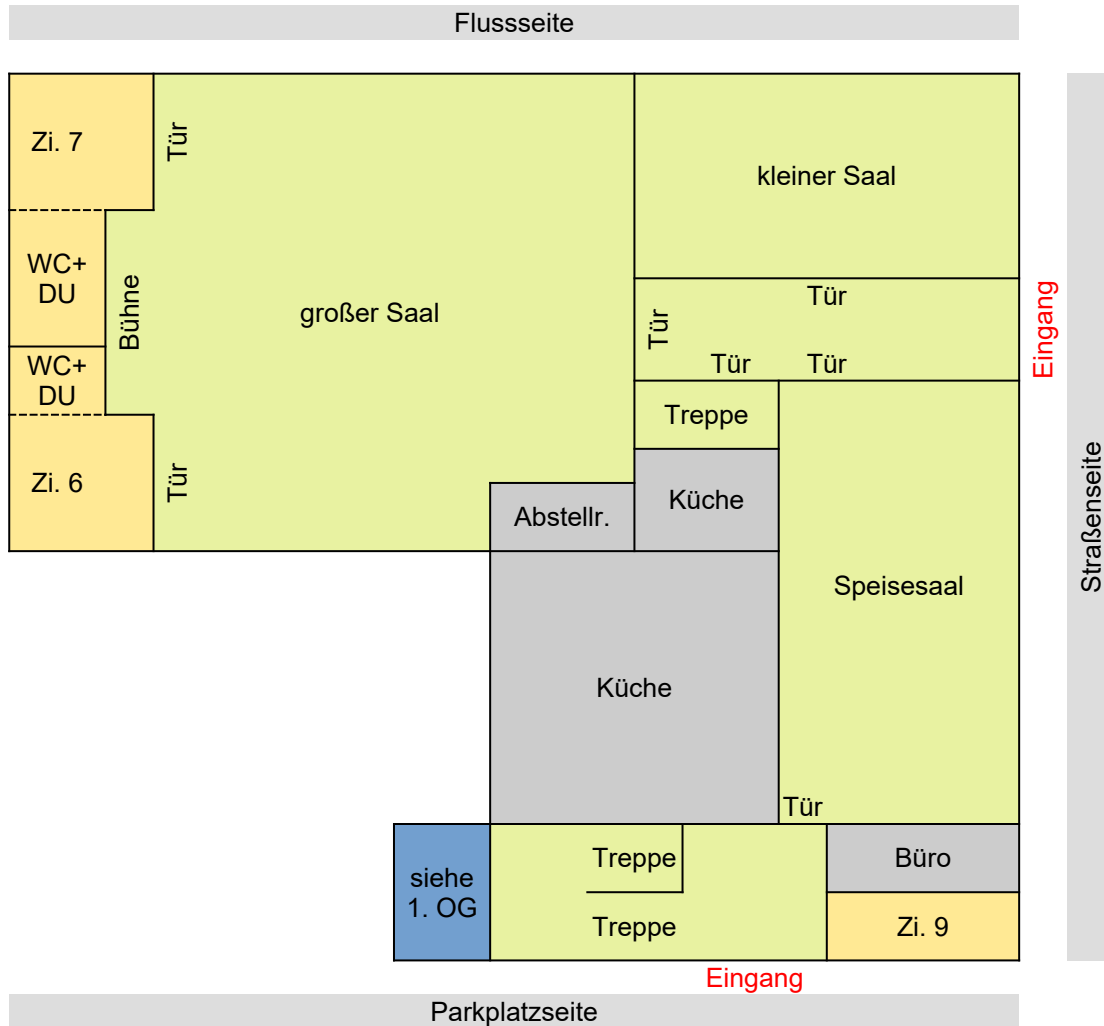 Flussseite
Zi. 7
Tür
kleiner Saal
WC+
DU
Bühne
großer Saal
Tür
Tür
Eingang
WC+
DU
Tür
Tür
Treppe
Zi. 6
Tür
Abstellr.
Küche
Straßenseite
Speisesaal
Küche
Tür
siehe
1. OG
Treppe
Büro
Treppe
Zi. 9
Eingang
Parkplatzseite